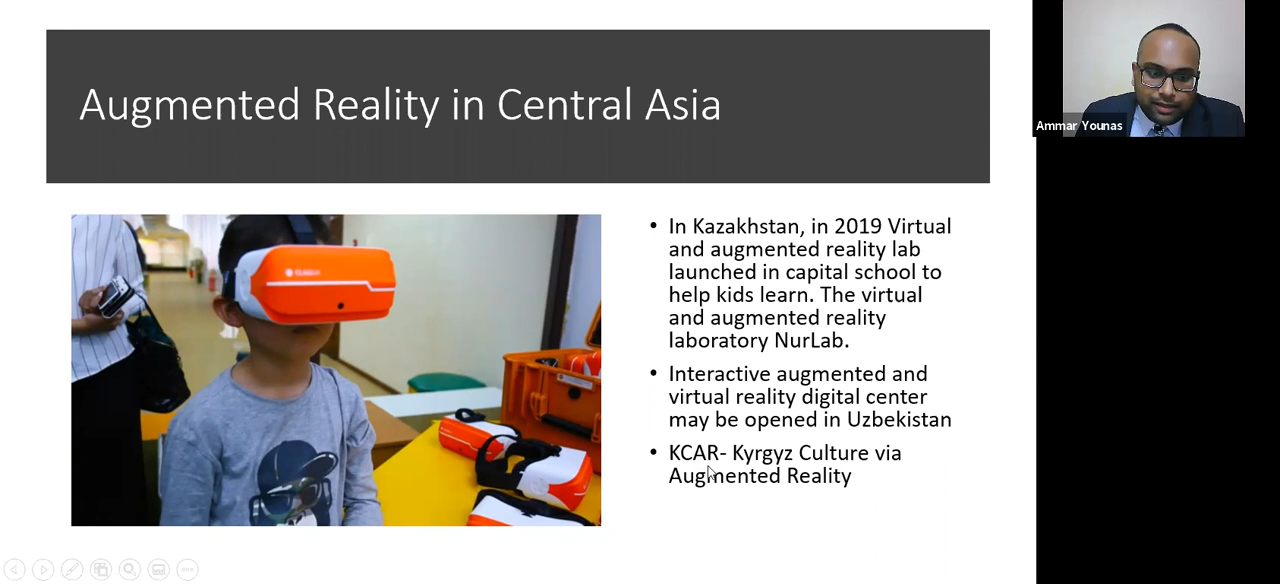 Augmented Reality in Central Asia
Ammar Younas
• In Kazakhstan, in 2019 Virtual
and augmented reality lab
launched in capital school to
help kids learn. The virtual
and augmented reality
laboratory NurLab.
• Interactive augmented and
virtual reality digital center
may be opened in Uzbekistan
• KCAR- Kyrgyz Culture via
Augmented Reality